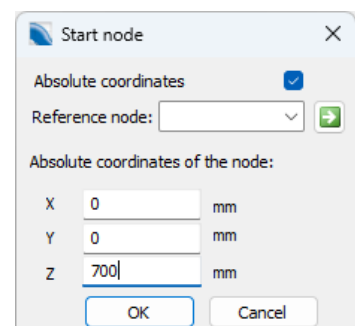 Start node
Absolute coordinates
Reference node:
Absolute coordinates of the node:
X 0 mm
Y 0 mm
Z 700 mm
OK Cancel